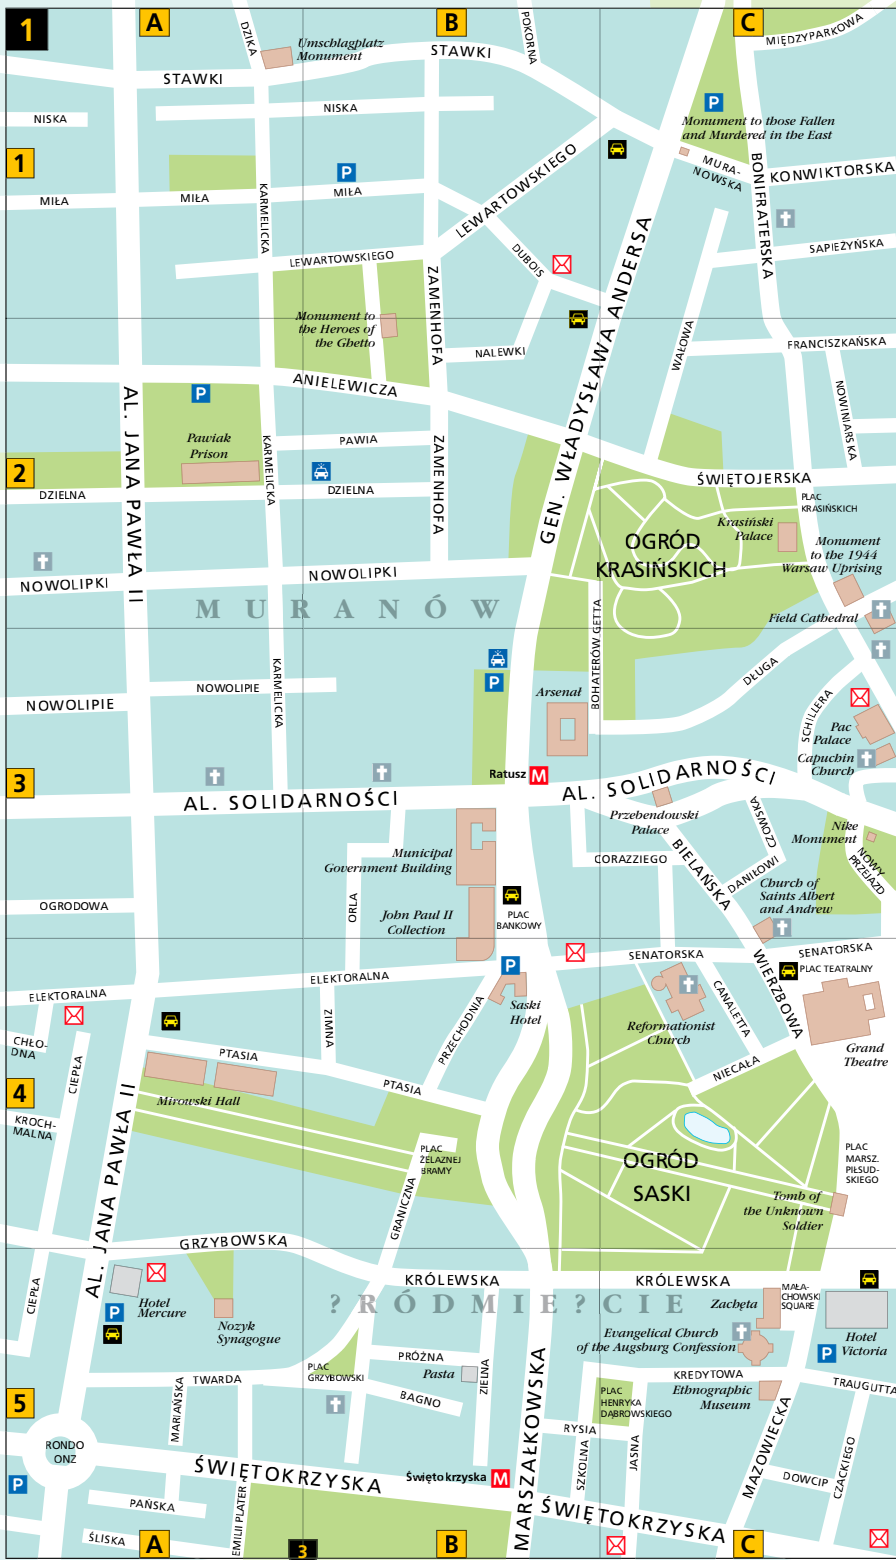 1
A
B
C
DZIKA
Umschlagplatz
Monument
STAWKI
POKORNA
MIĘDZYPARKOWA
STAWKI
NISKA
NISKA
P
Monument to those Fallen
and Murdered in the East
1
P
MIŁA
MIŁA
MIŁA
KARMELICKA
LEWARTOWSKIEGO
MURA-
NOWSKA
BONIFRATERSKA
KONWIKTORSKA
SAPIEŻYŃSKA
LEWARTOWSKIEGO
DUBOIS
ZAMENHOFA
Monument to
the Heroes of
the Ghetto
NALEWKI
WAŁOWA
FRANCISZKAŃSKA
NOWINIARSKA
GEN. WŁADYSŁAWA ANDERSA
ANIELEWICZA
AL. JANA PAWŁA II
P
Pawiak
Prison
KARMELICKA
PAWIA
ZAMENHOFA
2
DZIELNA
DZIELNA
ŚWIĘTOJERSKA
PLAC
KRASIŃSKICH
Krasiński
Palace
OGRÓD
KRASIŃSKICH
Monument
to the 1944
Warsaw Uprising
NOWOLIPKI
NOWOLIPKI
MURANÓW
Field Cathedral
BOHATERÓW GETTA
KARMELICKA
P
Arsenał
DŁUGA
NOWOLIPIE
NOWOLIPIE
SCHILLERA
Pac
Palace
Capuchin
Church
3
Ratusz M
AL. SOLIDARNOŚCI
AL. SOLIDARNOŚCI
Przebendowski
Palace
CZOWSKA
Nike
Monument
NOWY
PRZEJAZD
Municipal
Government Building
CORAZZIEGO
BIELAŃSKA
DANIŁOWI
Church of
Saints Albert
and Andrew
ORLA
OGRODOWA
John Paul II
Collection
PLAC
BANKOWY
SENATORSKA
SENATORSKA
WIERZBOWA
PLAC TEATRALNY
P
ELEKTORALNA
ELEKTORALNA
Saski
Hotel
PRZECHODNIA
ZIMNA
CANALETTA
Reformationist
Church
Grand
Theatre
CHŁO-
DNA
CIEPŁA
PTASIA
PTASIA
NIECAŁA
4
Mirowski Hall
KROCH-
MALNA
AL. JANA PAWŁA II
PLAC
ŻELAZNEJ
BRAMY
GRANICZNA
OGRÓD
SASKI
PLAC
MARSZ.
PIŁSUD-
SKIEGO
Tomb of
the Unknown
Soldier
GRZYBOWSKA
CIEPŁA
KRÓLEWSKA
KRÓLEWSKA
MAŁA-
CHOWSKI
SQUARE
Zachęta
?RÓDMIE?CIE
Hotel
Mercure
P
Nozyk
Synagogue
Evangelical Church
of the Augsburg Confession
Hotel
Victoria
P
PLAC
GRZYBOWSKI
PRÓŻNA
Pasta
ZIELNA
BAGNO
MARSZAŁKOWSKA
KREDYTOWA
Ethnographic
Museum
TRAUGUTTA
TWARDA
MARIAŃSKA
5
PLAC
HENRYKA
DĄBROWSKIEGO
RYSIA
SZKOLNA
JASNA
MAZOWIECKA
CZACKIEGO
DOWCIP
RONDO
ONZ
P
ŚWIĘTOKRZYSKA
Święto krzyska M
ŚWIĘTOKRZYSKA
PAŃSKA
ŚLISKA
EMILII PLATER
A
3
B
C